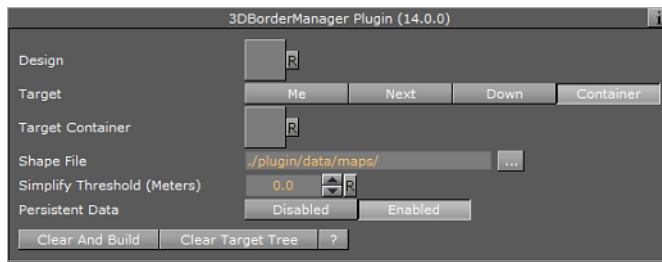 3DBorderManager Plugin (14.0.0) i
Design R
Target Me Next Down Container
Target Container R
Shape File ./plugin/data/maps/ ...
Simplify Threshold (Meters) 0.0 R
Persistent Data Disabled Enabled
Clear And Build Clear Target Tree ?